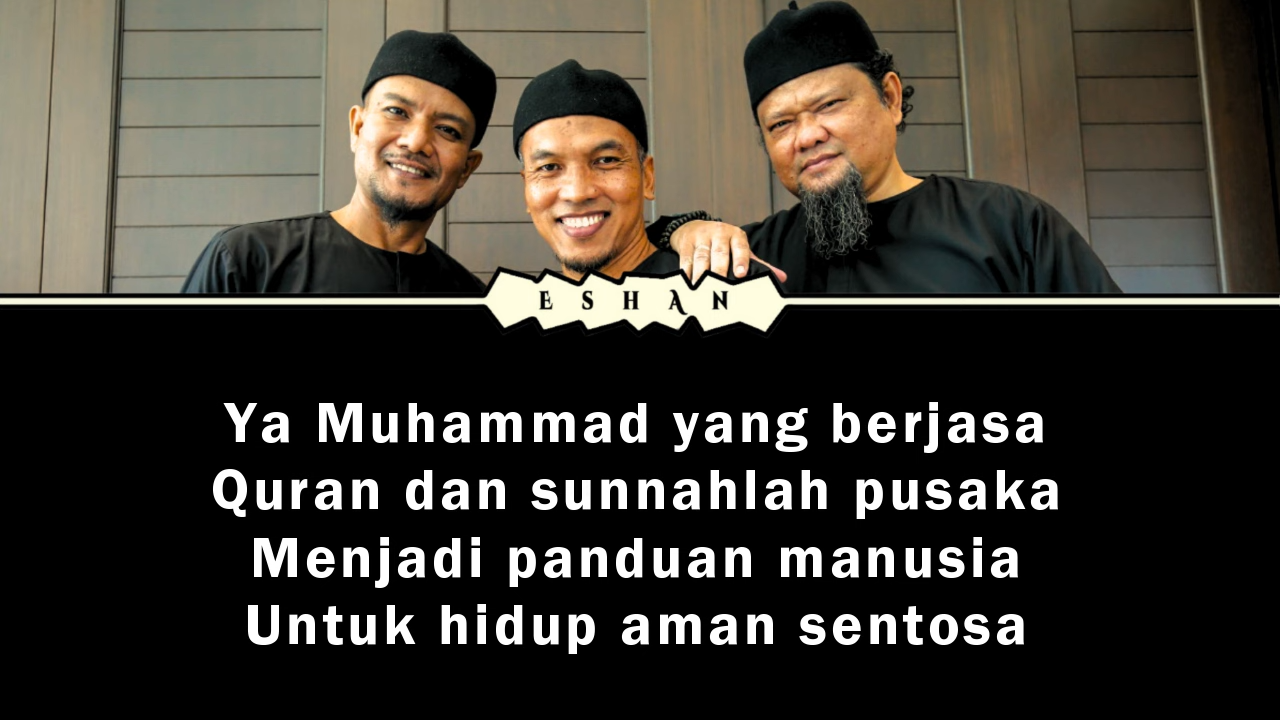 ESHAN
Ya Muhammad yang berjasa
Quran dan sunnahlah pusaka
Menjadi panduan manusia
Untuk hidup aman sentosa